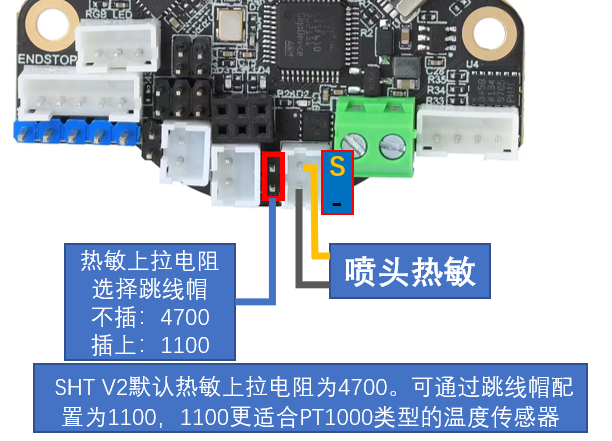 RGB LED
ENDSTOP
U4
R35
R34
R33
S
-
热敏上拉电阻
选择跳线帽
不插：4700
插上：1100
喷头热敏
SHT V2默认热敏上拉电阻为4700。可通过跳线帽配
置为1100，1100更适合PT1000类型的温度传感器